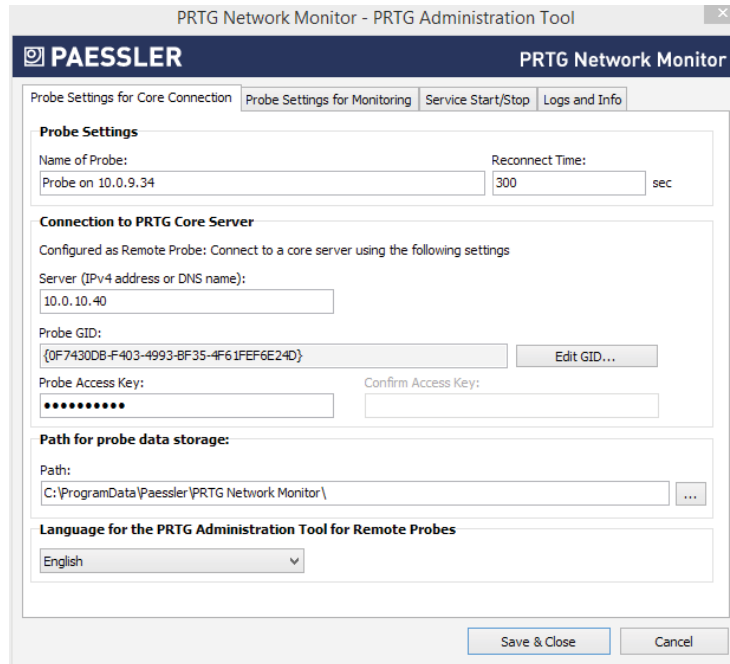 PRTG Network Monitor - PRTG Administration Tool
PAESSLER PRTG Network Monitor
Probe Settings for Core Connection Probe Settings for Monitoring Service Start/Stop Logs and Info
Probe Settings
Name of Probe: Reconnect Time:
Probe on 10.0.9.34 300 sec
Connection to PRTG Core Server
Configured as Remote Probe: Connect to a core server using the following settings
Server (IPv4 address or DNS name):
10.0.10.40
Probe GID:
{0F7430DB-F403-4993-BF35-4F61FEF6E24D} Edit GID...
Probe Access Key: Confirm Access Key:
●●●●●●●●●●
Path for probe data storage:
Path:
C:\ProgramData\Paessler\PRTG Network Monitor\ ...
Language for the PRTG Administration Tool for Remote Probes
English
Save & Close Cancel